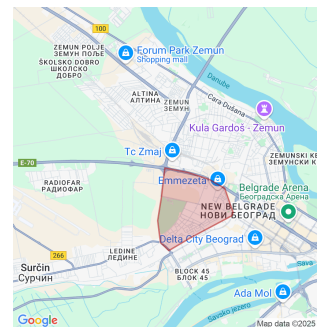 100
ZEMUN POLJE
ЗЕМУН ПОЉЕ
Forum Park Zemun
Shopping mall
ŠKOLSKO DOBRO
ШКОЛСКО
ДОБРО
Danube
ALTINA
АЛТИНА
Cara Dušana
ZEMUN
ЗЕМУН
Kula Gardoš - Zemun
Tc Zmaj
ZEMUNSKI KE
ЗЕМУНСКИ К
E-70
Emmezeta
RADIOFAR
РАДИОФАР
Belgrade Arena
Београдска Арена
NEW BELGRADE
НОВИ БЕОГРАД
Delta City Beograd
LEDINE
ЛЕДИНЕ
266
Sava
Surčin
Сурчин
BLOCK 45
БЛОК 45
Ada Mol
Savsko jezero
Google
Map data ©2025